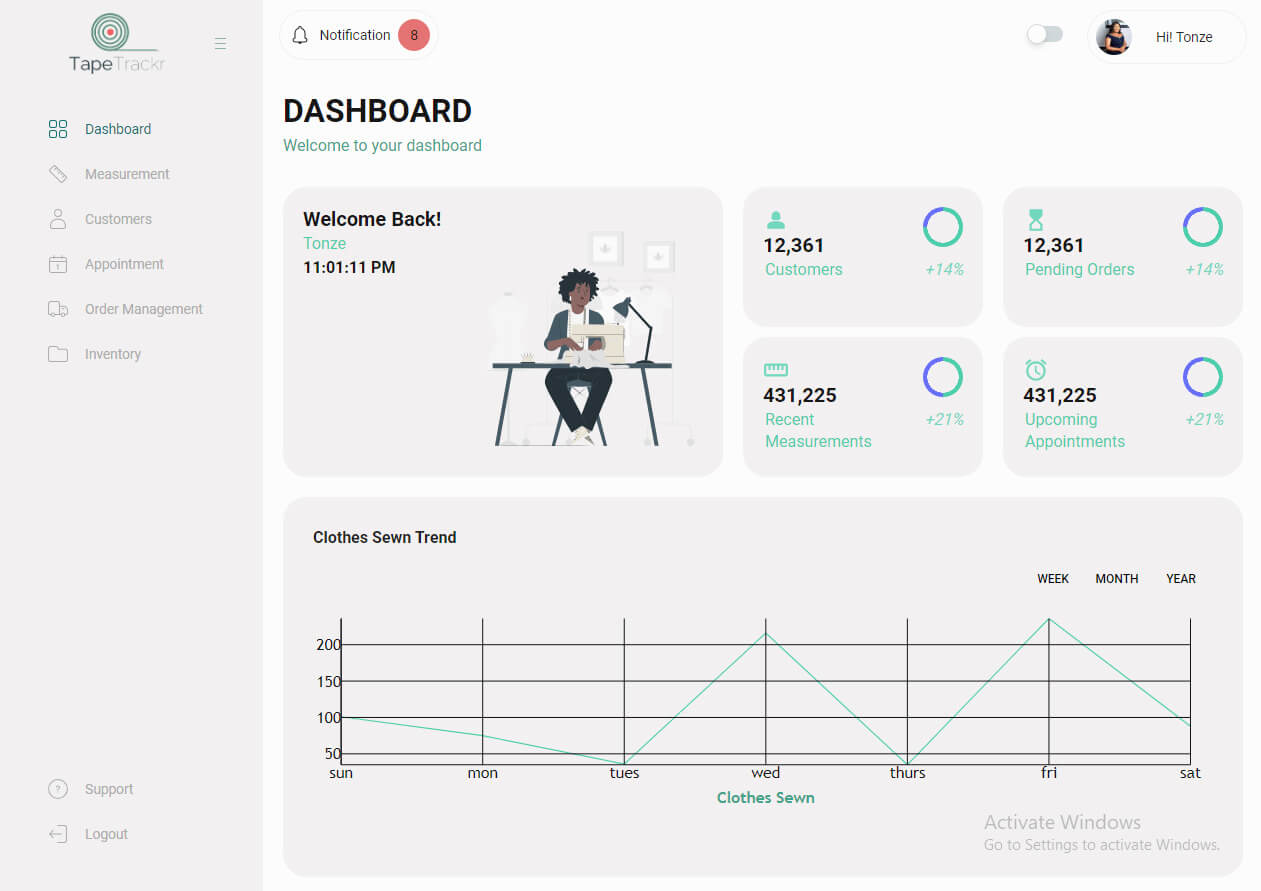 TapeTrackr
Notification 8
Hi! Tonze
Dashboard
Measurement
Customers
Appointment
Order Management
Inventory
Support
Logout
DASHBOARD
Welcome to your dashboard
Welcome Back!
Tonze
11:01:11 PM
12,361
Customers
+14%
12,361
Pending Orders
+14%
431,225
Recent
Measurements
+21%
431,225
Upcoming
Appointments
+21%
Clothes Sewn Trend
WEEK MONTH YEAR
200
150
100
50
sun mon tues wed thurs fri sat
Clothes Sewn
Activate Windows
Go to Settings to activate Windows.